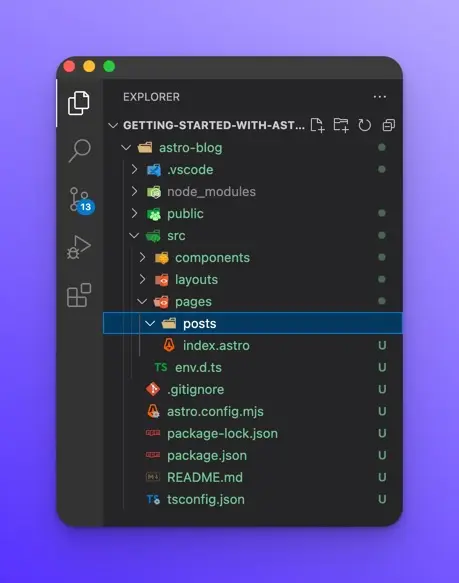 EXPLORER
GETTING-STARTED-WITH-AST...
astro-blog
.vscode
node_modules
public
13
src
components
layouts
pages
posts
index.astro U
TS env.d.ts U
.gitignore U
astro.config.mjs U
package-lock.json U
package.json U
README.md U
TS tsconfig.json U